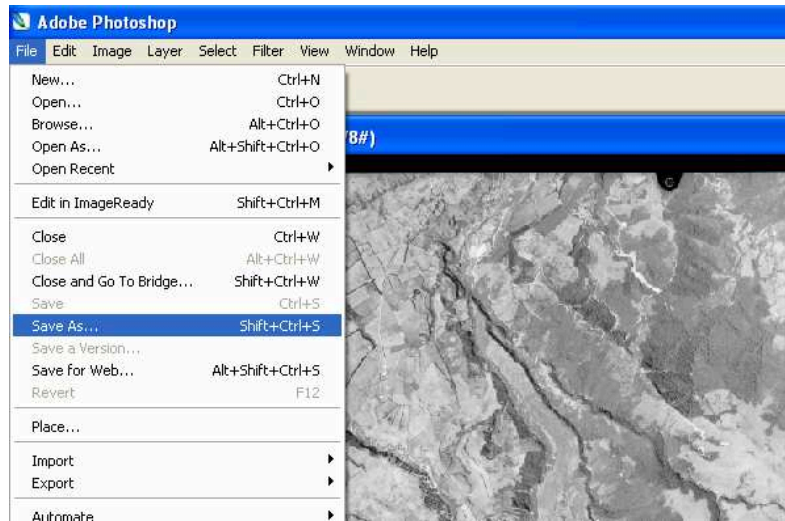 Adobe Photoshop
File Edit Image Layer Select Filter View Window Help
New... Ctrl+N
Open... Ctrl+O
Browse... Alt+Ctrl+O
Open As... Alt+Shift+Ctrl+O
Open Recent
Edit in ImageReady Shift+Ctrl+M
Close Ctrl+W
Close All Alt+Ctrl+W
Close and Go To Bridge... Shift+Ctrl+W
Save Ctrl+S
Save As... Shift+Ctrl+S
Save a Version...
Save for Web... Alt+Shift+Ctrl+S
Revert F12
Place...
Import
Export
Automate
/8#)